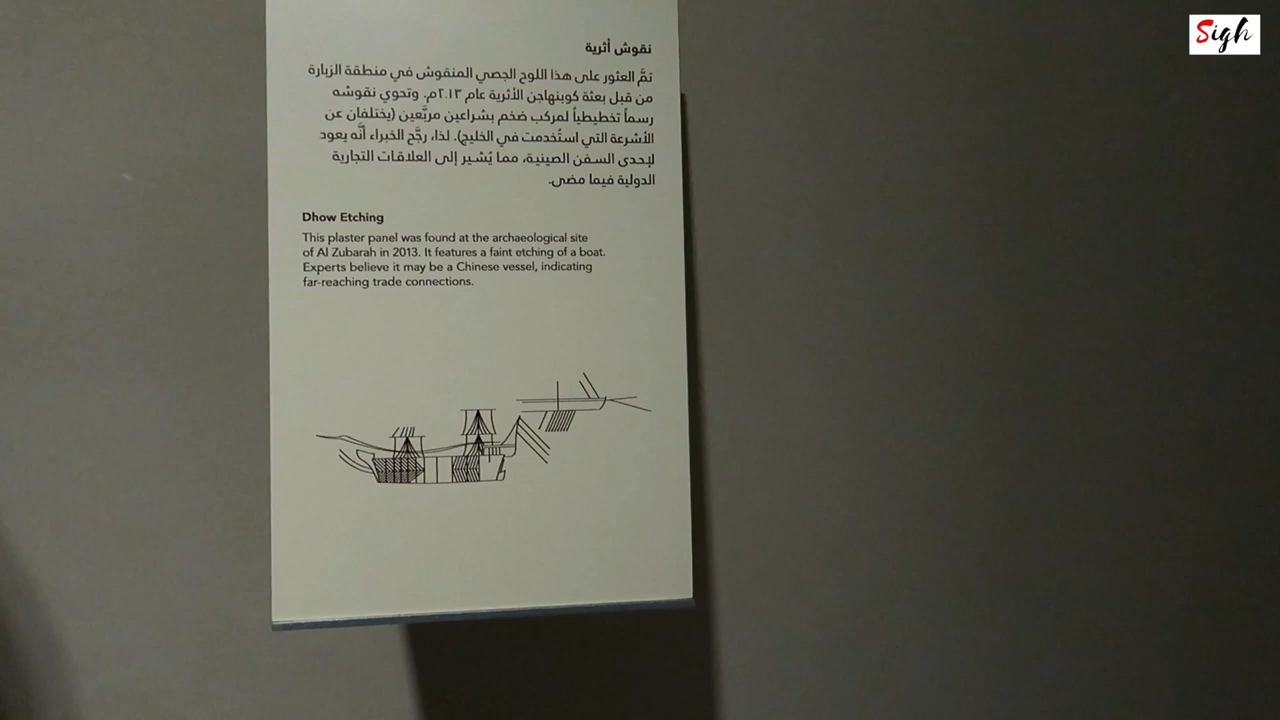 Sigh
نقوش أثرية
تمَّ العثور على هذا اللوح الجصي المنقوش في منطقة الزبارة
من قبل بعثة كوبنهاجن الأثرية عام ٢٠١٣م. وتحوي نقوشه
رسماً تخطيطياً لمركب ضخم بشراعين مربَّعين (يختلفان عن
الأشرعة التي استُخدمت في الخليج). لذا، رجَّح الخبراء أنَّه يعود
لإحدى السفن الصينية، مما يُشير إلى العلاقات التجارية
الدولية فيما مضى.
Dhow Etching
This plaster panel was found at the archaeological site
of Al Zubarah in 2013. It features a faint etching of a boat.
Experts believe it may be a Chinese vessel, indicating
far-reaching trade connections.